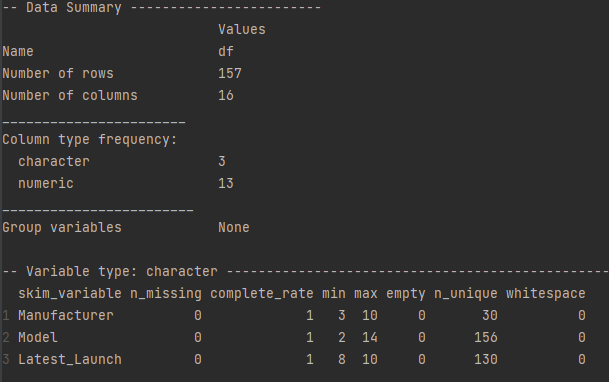 -- Data Summary ------------------------
                           Values
Name                       df
Number of rows             157
Number of columns          16
_______________________
Column type frequency:
  character                3
  numeric                  13
________________________
Group variables            None
-- Variable type: character ------------------------------------------------
  skim_variable n_missing complete_rate min max empty n_unique whitespace
1 Manufacturer          0             1   3  10     0       30          0
2 Model                 0             1   2  14     0      156          0
3 Latest_Launch         0             1   8  10     0      130          0